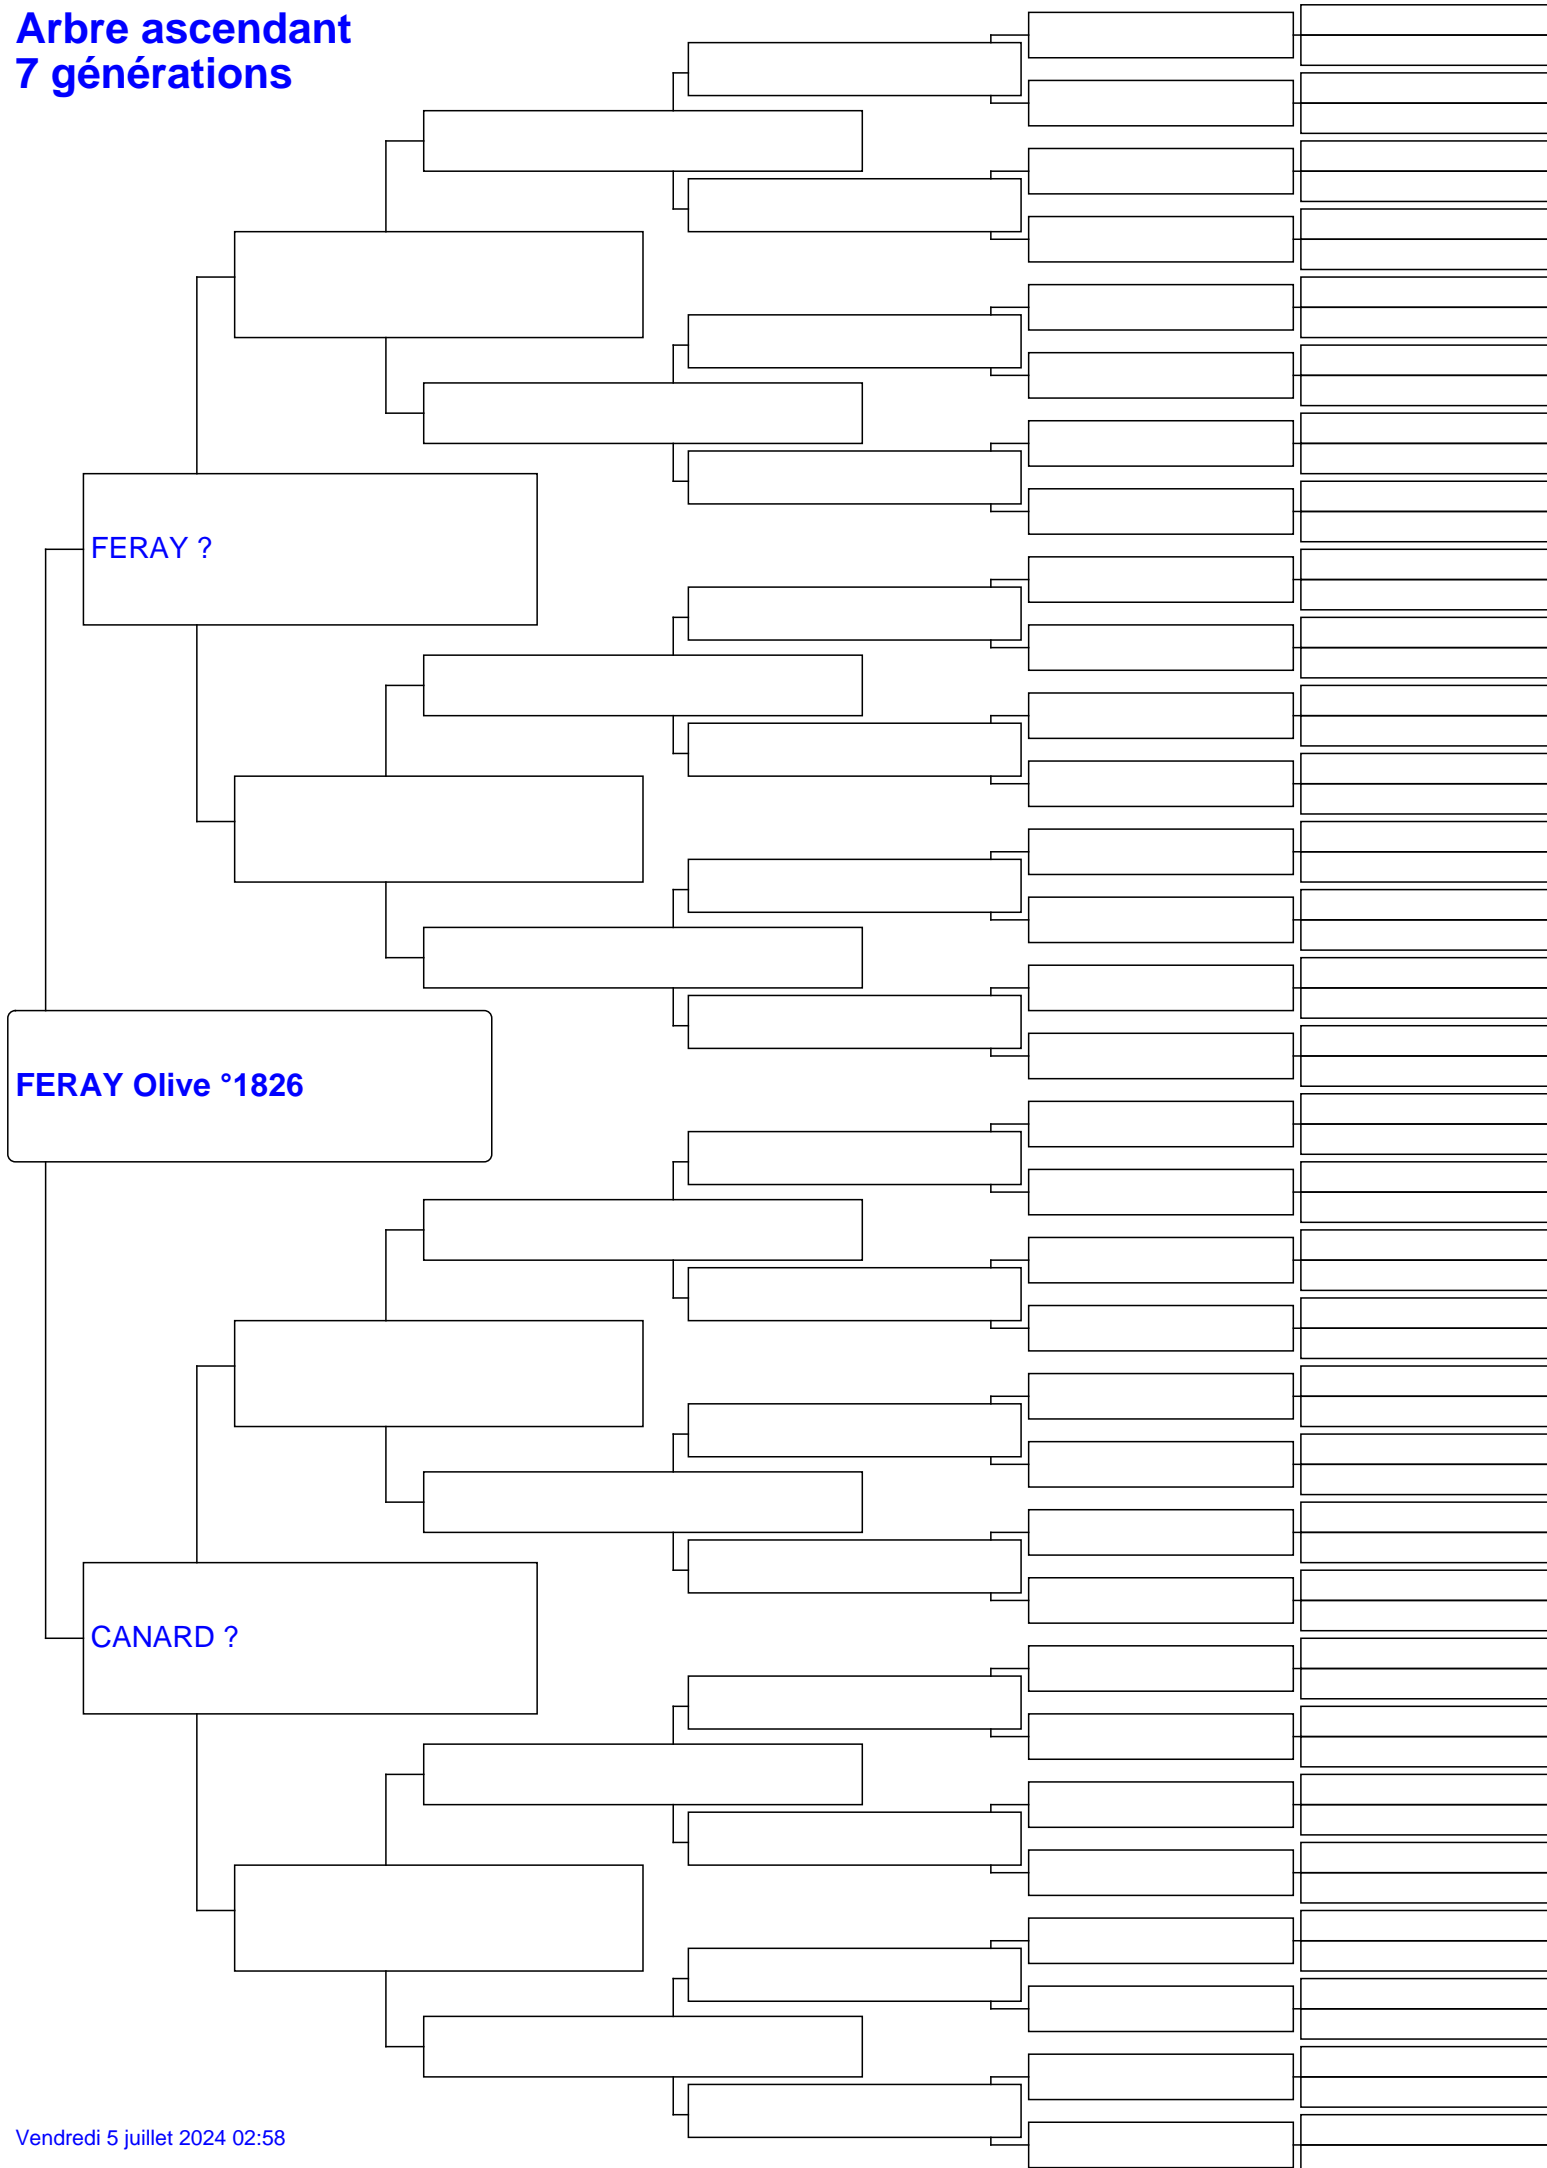 Arbre ascendant
7 générations
FERAY ?
FERAY Olive °1826
CANARD ?
Vendredi 5 juillet 2024 02:58